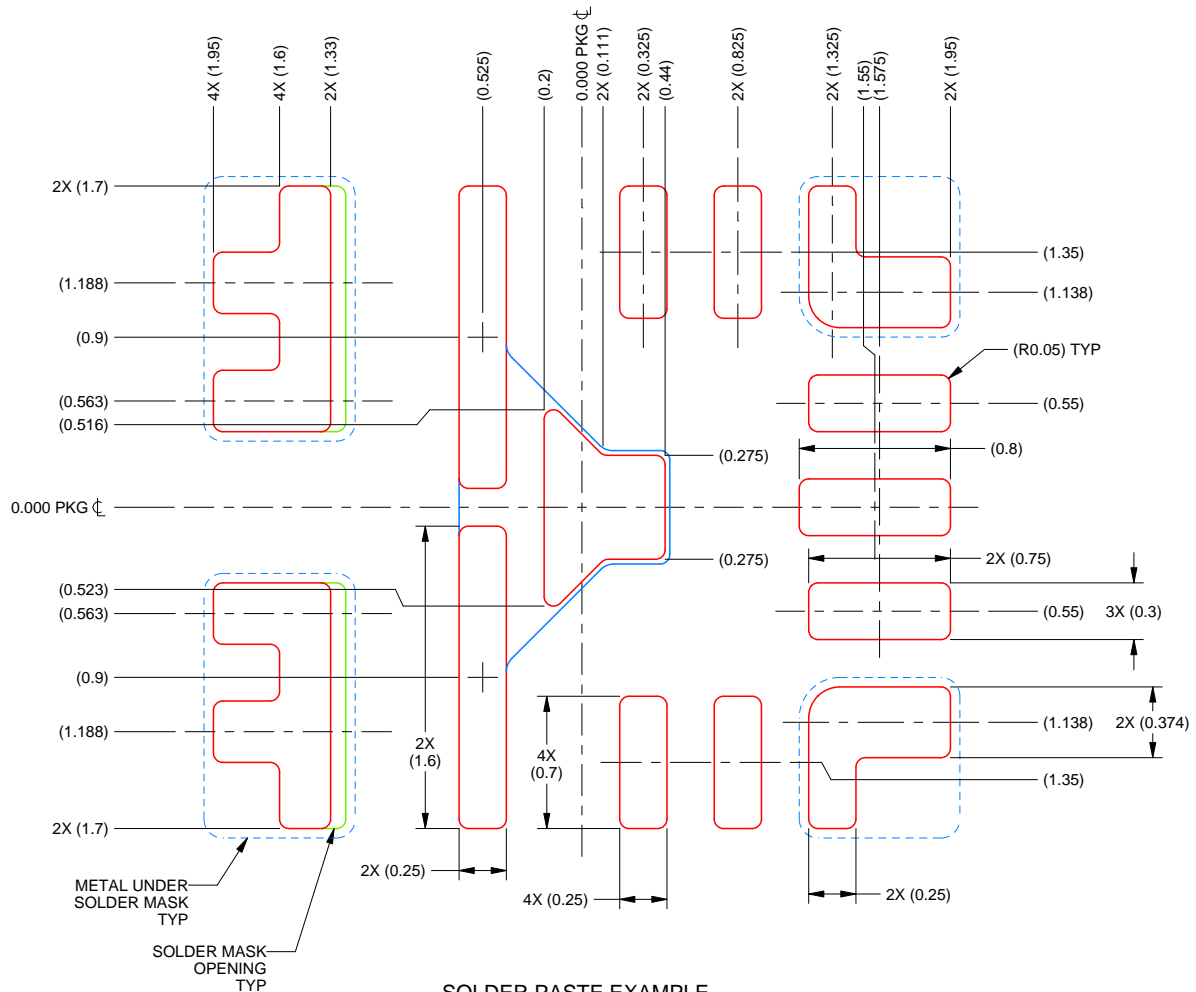 4X (1.95)
4X (1.6)
2X (1.33)
(0.525)
(0.2)
0.000 PKG ℄
2X (0.111)
2X (0.325)
(0.44)
2X (0.825)
2X (1.325)
(1.55)
(1.575)
2X (1.95)
2X (1.7)
(1.188)
(0.9)
(0.563)
(0.516)
0.000 PKG ℄
(0.523)
(0.563)
(0.9)
(1.188)
2X (1.7)
(1.35)
(1.138)
(R0.05) TYP
(0.55)
(0.8)
(0.275)
(0.275)
2X (0.75)
(0.55)
3X (0.3)
(1.138)
2X (0.374)
(1.35)
2X
(1.6)
4X
(0.7)
2X (0.25)
4X (0.25)
2X (0.25)
METAL UNDER
SOLDER MASK
TYP
SOLDER MASK
OPENING
TYP
SOLDER PASTE EXAMPLE